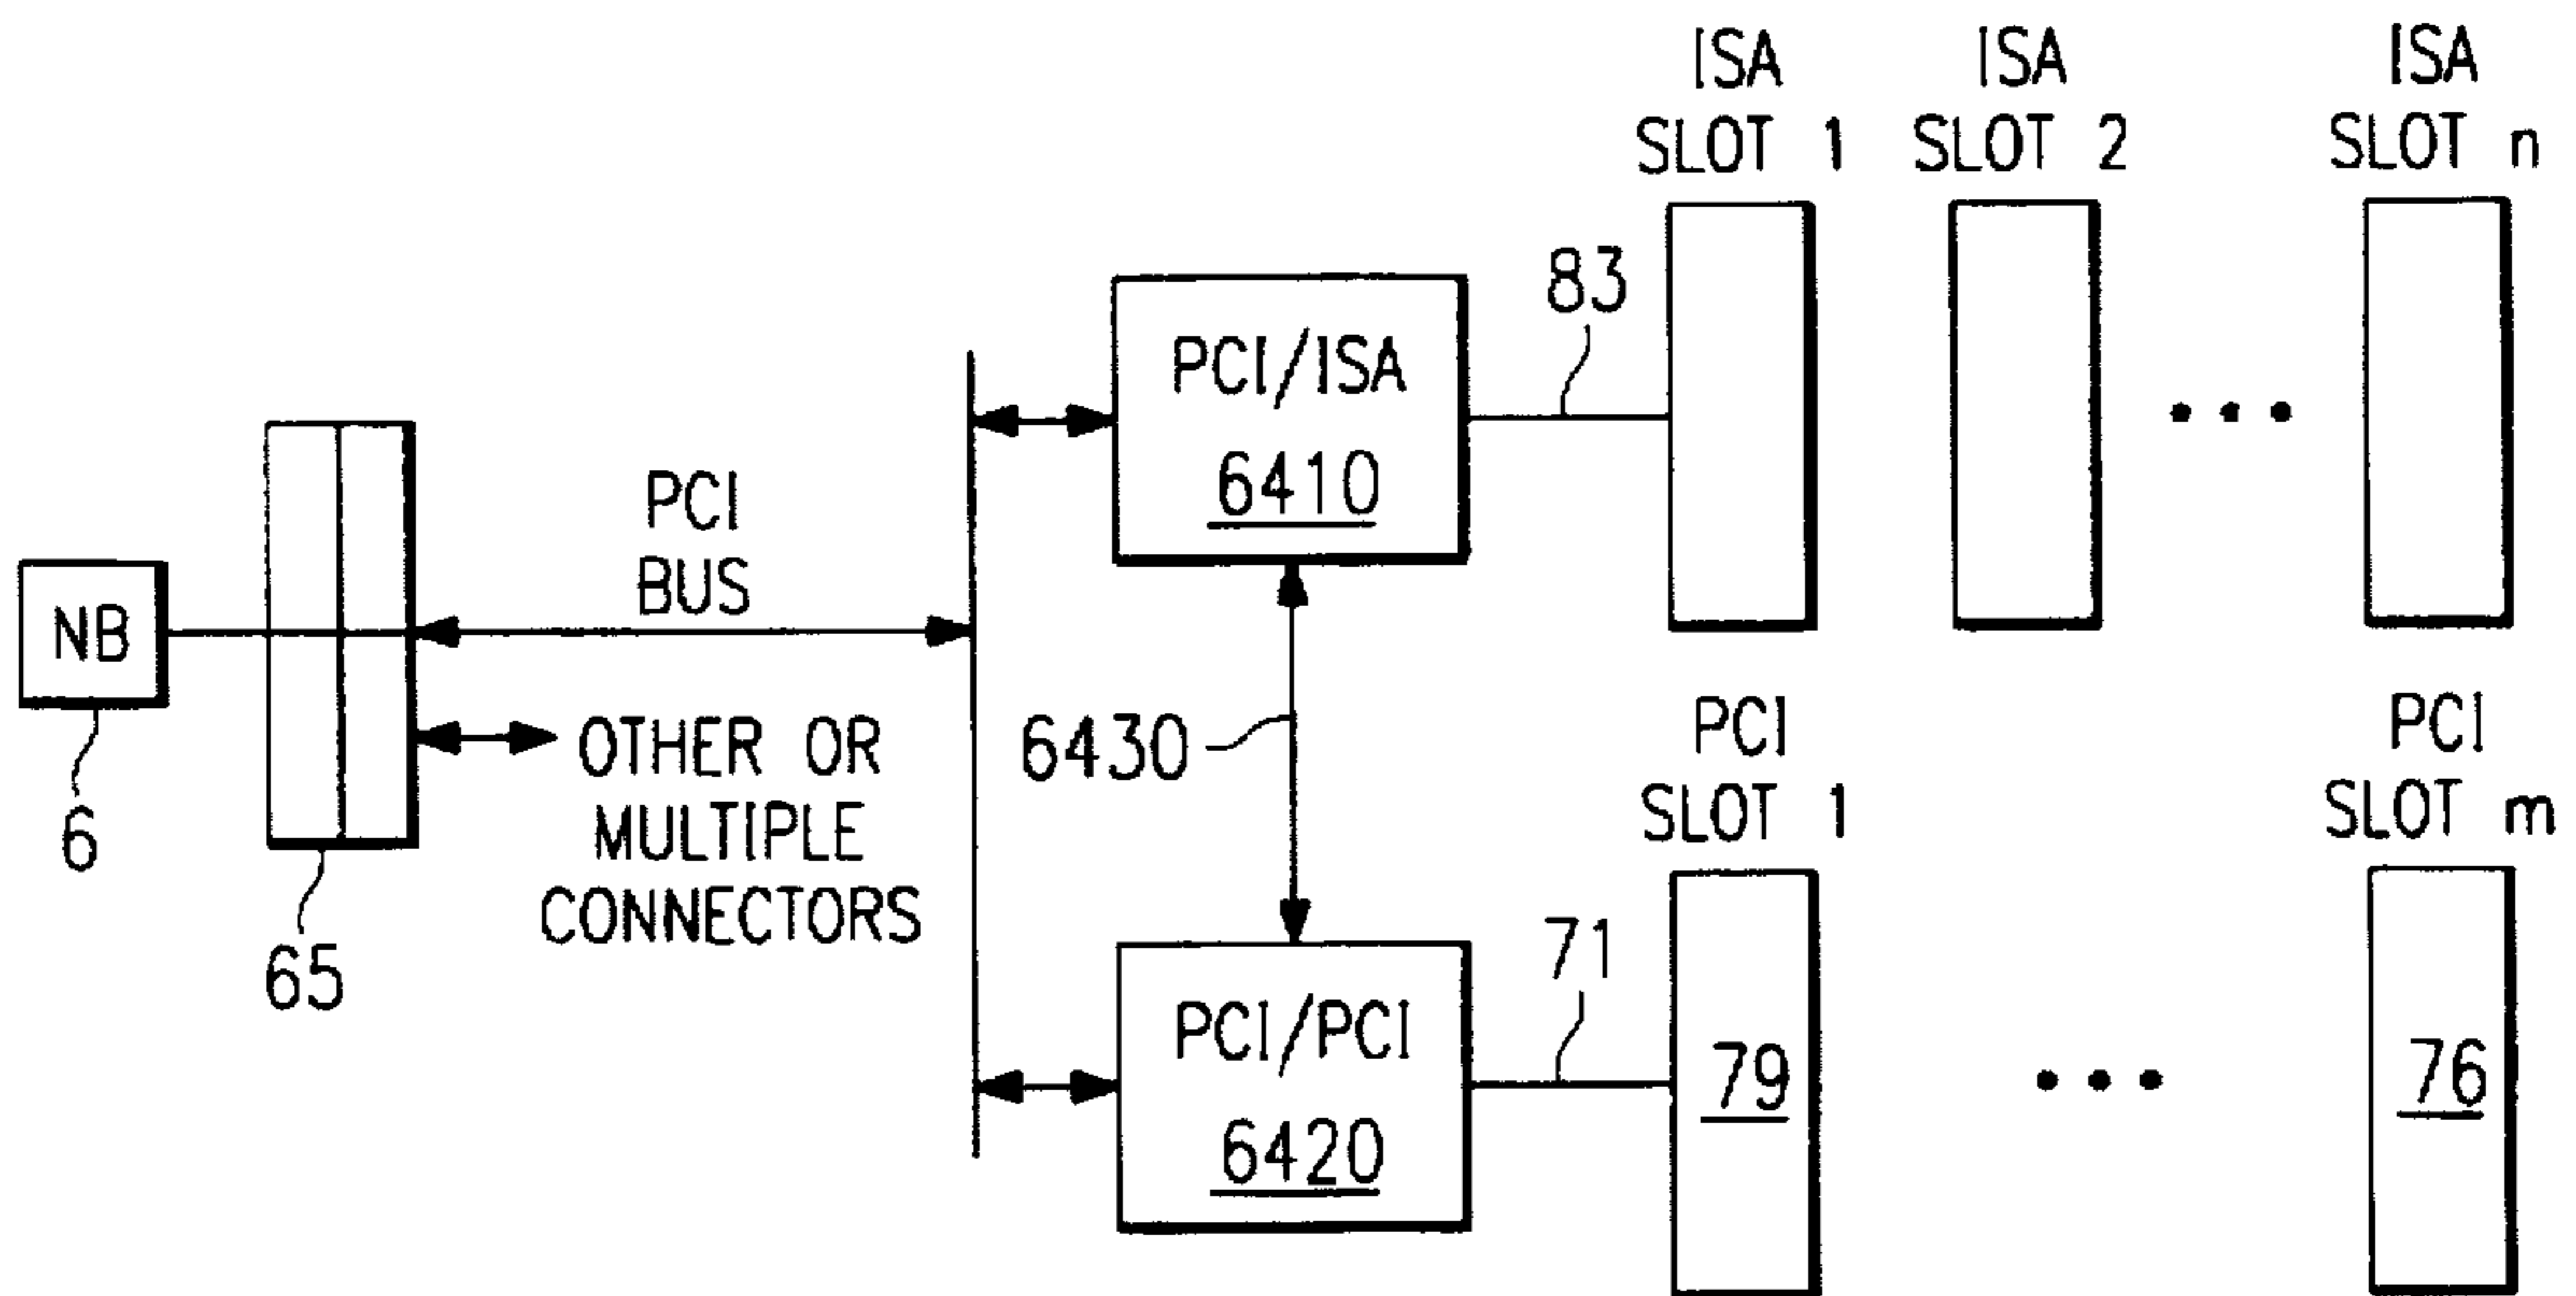 ISA
SLOT 1
ISA
SLOT 2
ISA
SLOT n
83
PCI/ISA
6410
PCI
BUS
NB
6
65
OTHER OR
MULTIPLE
CONNECTORS
6430
PCI
SLOT 1
PCI
SLOT m
71
PCI/PCI
6420
79
76